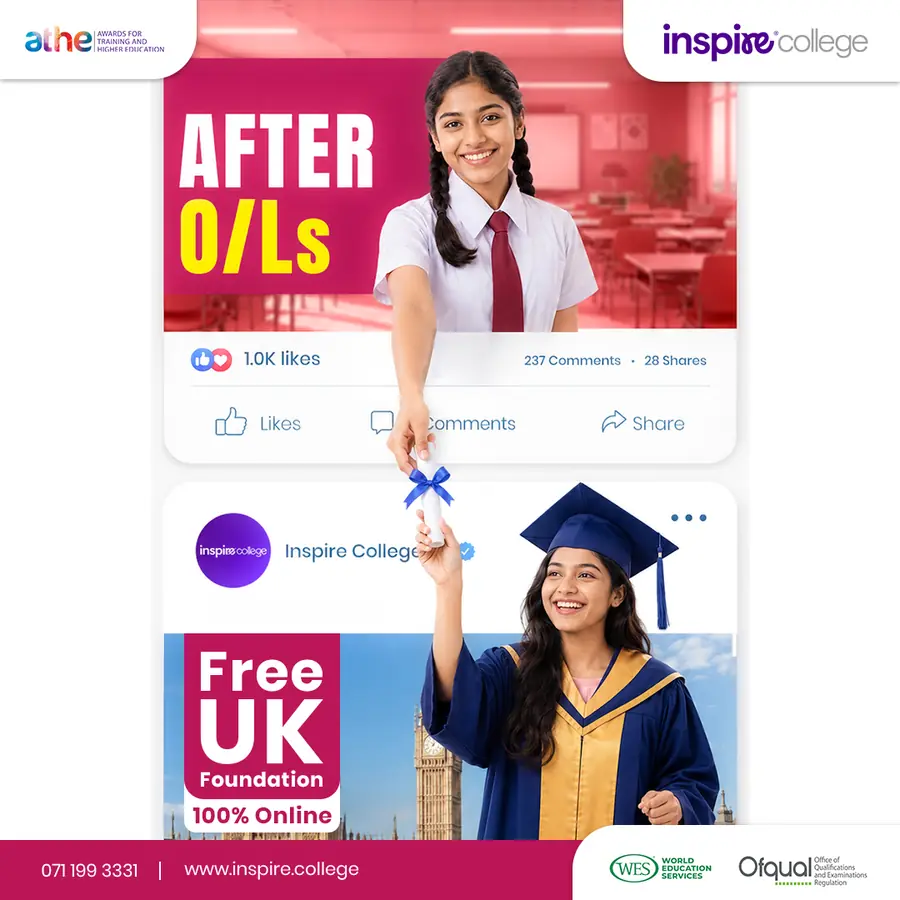 athe
AWARDS FOR
TRAINING AND
HIGHER EDUCATION
inspire college
AFTER
O/Ls
1.0K likes
237 Comments • 28 Shares
Likes
Comments
Share
inspire college
Inspire College
Free
UK
Foundation
100% Online
071 199 3331 | www.inspire.college
WES
WORLD
EDUCATION
SERVICES
Ofqual
Office of
Qualifications
and Examinations
Regulation